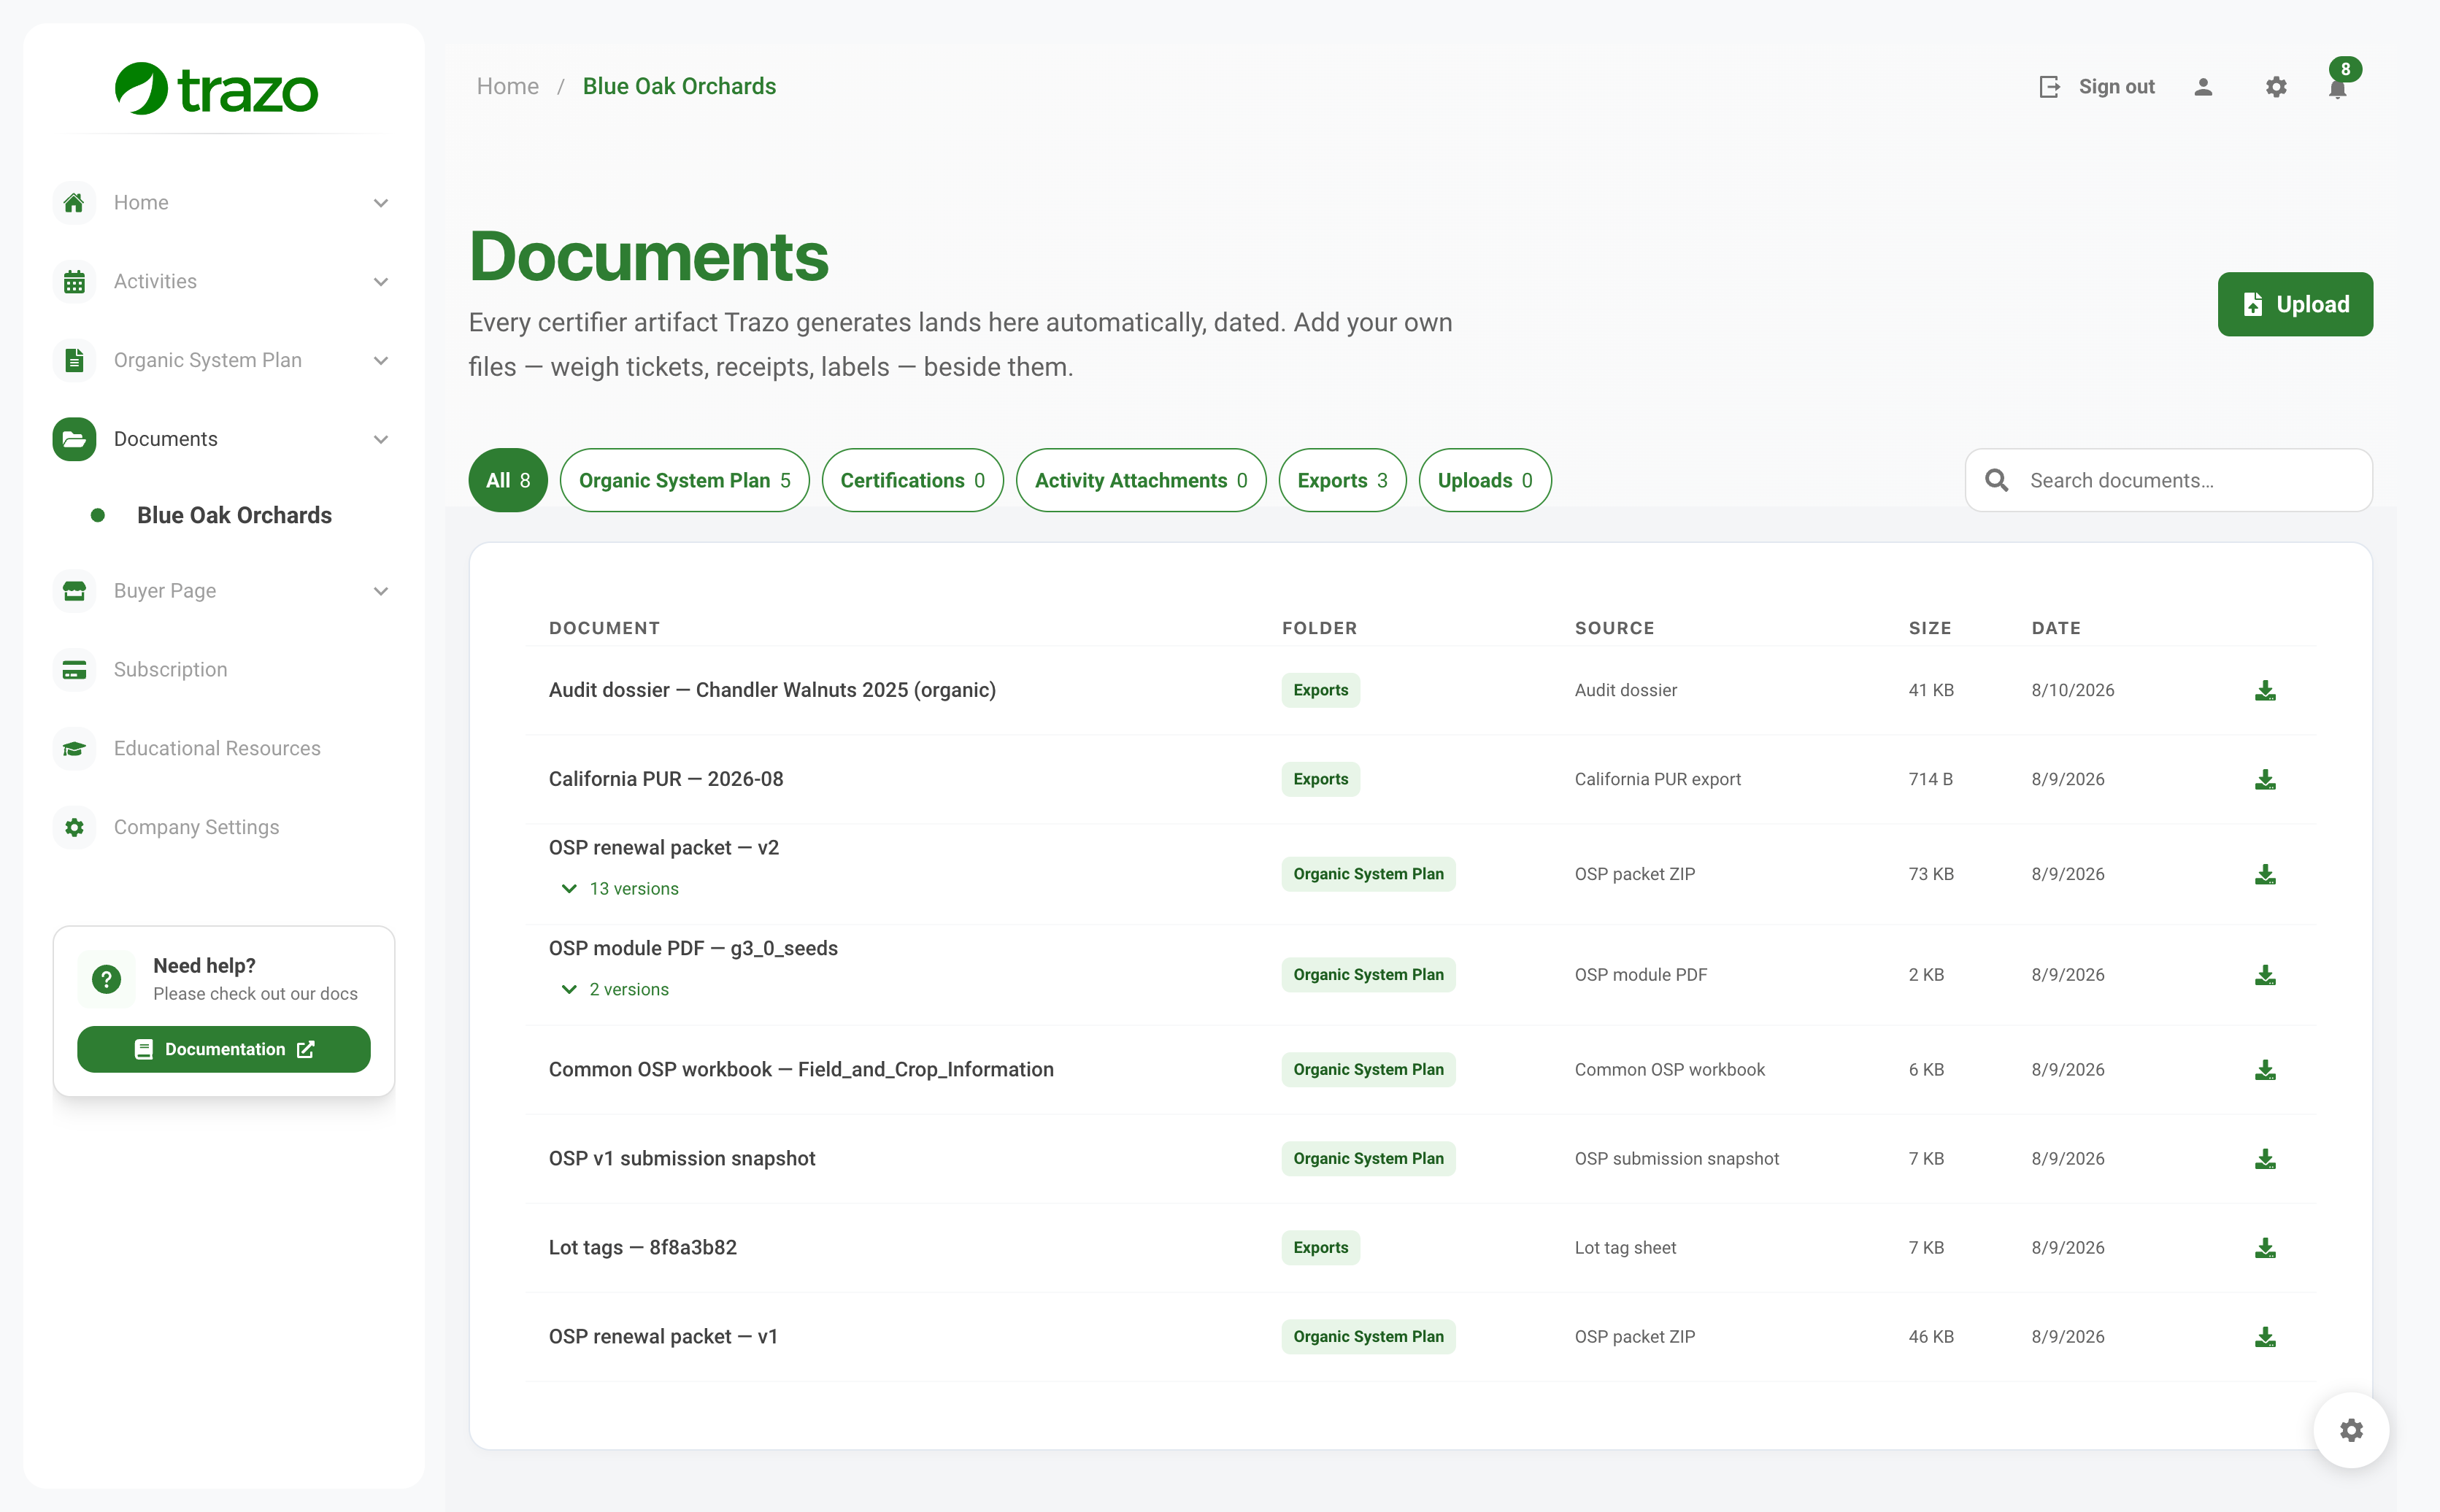 trazo
Home
Activities
Organic System Plan
Documents
Blue Oak Orchards
Buyer Page
Subscription
Educational Resources
Company Settings
?
Need help?
Please check out our docs
Documentation
Home / Blue Oak Orchards
Sign out
8
Documents
Every certifier artifact Trazo generates lands here automatically, dated. Add your own
files — weigh tickets, receipts, labels — beside them.
Upload
All 8
Organic System Plan 5
Certifications 0
Activity Attachments 0
Exports 3
Uploads 0
Search documents...
DOCUMENT FOLDER SOURCE SIZE DATE
Audit dossier — Chandler Walnuts 2025 (organic) Exports Audit dossier 41 KB 8/10/2026
California PUR — 2026-08 Exports California PUR export 714 B 8/9/2026
OSP renewal packet — v2
13 versions
Organic System Plan OSP packet ZIP 73 KB 8/9/2026
OSP module PDF — g3_0_seeds
2 versions
Organic System Plan OSP module PDF 2 KB 8/9/2026
Common OSP workbook — Field_and_Crop_Information Organic System Plan Common OSP workbook 6 KB 8/9/2026
OSP v1 submission snapshot Organic System Plan OSP submission snapshot 7 KB 8/9/2026
Lot tags — 8f8a3b82 Exports Lot tag sheet 7 KB 8/9/2026
OSP renewal packet — v1 Organic System Plan OSP packet ZIP 46 KB 8/9/2026